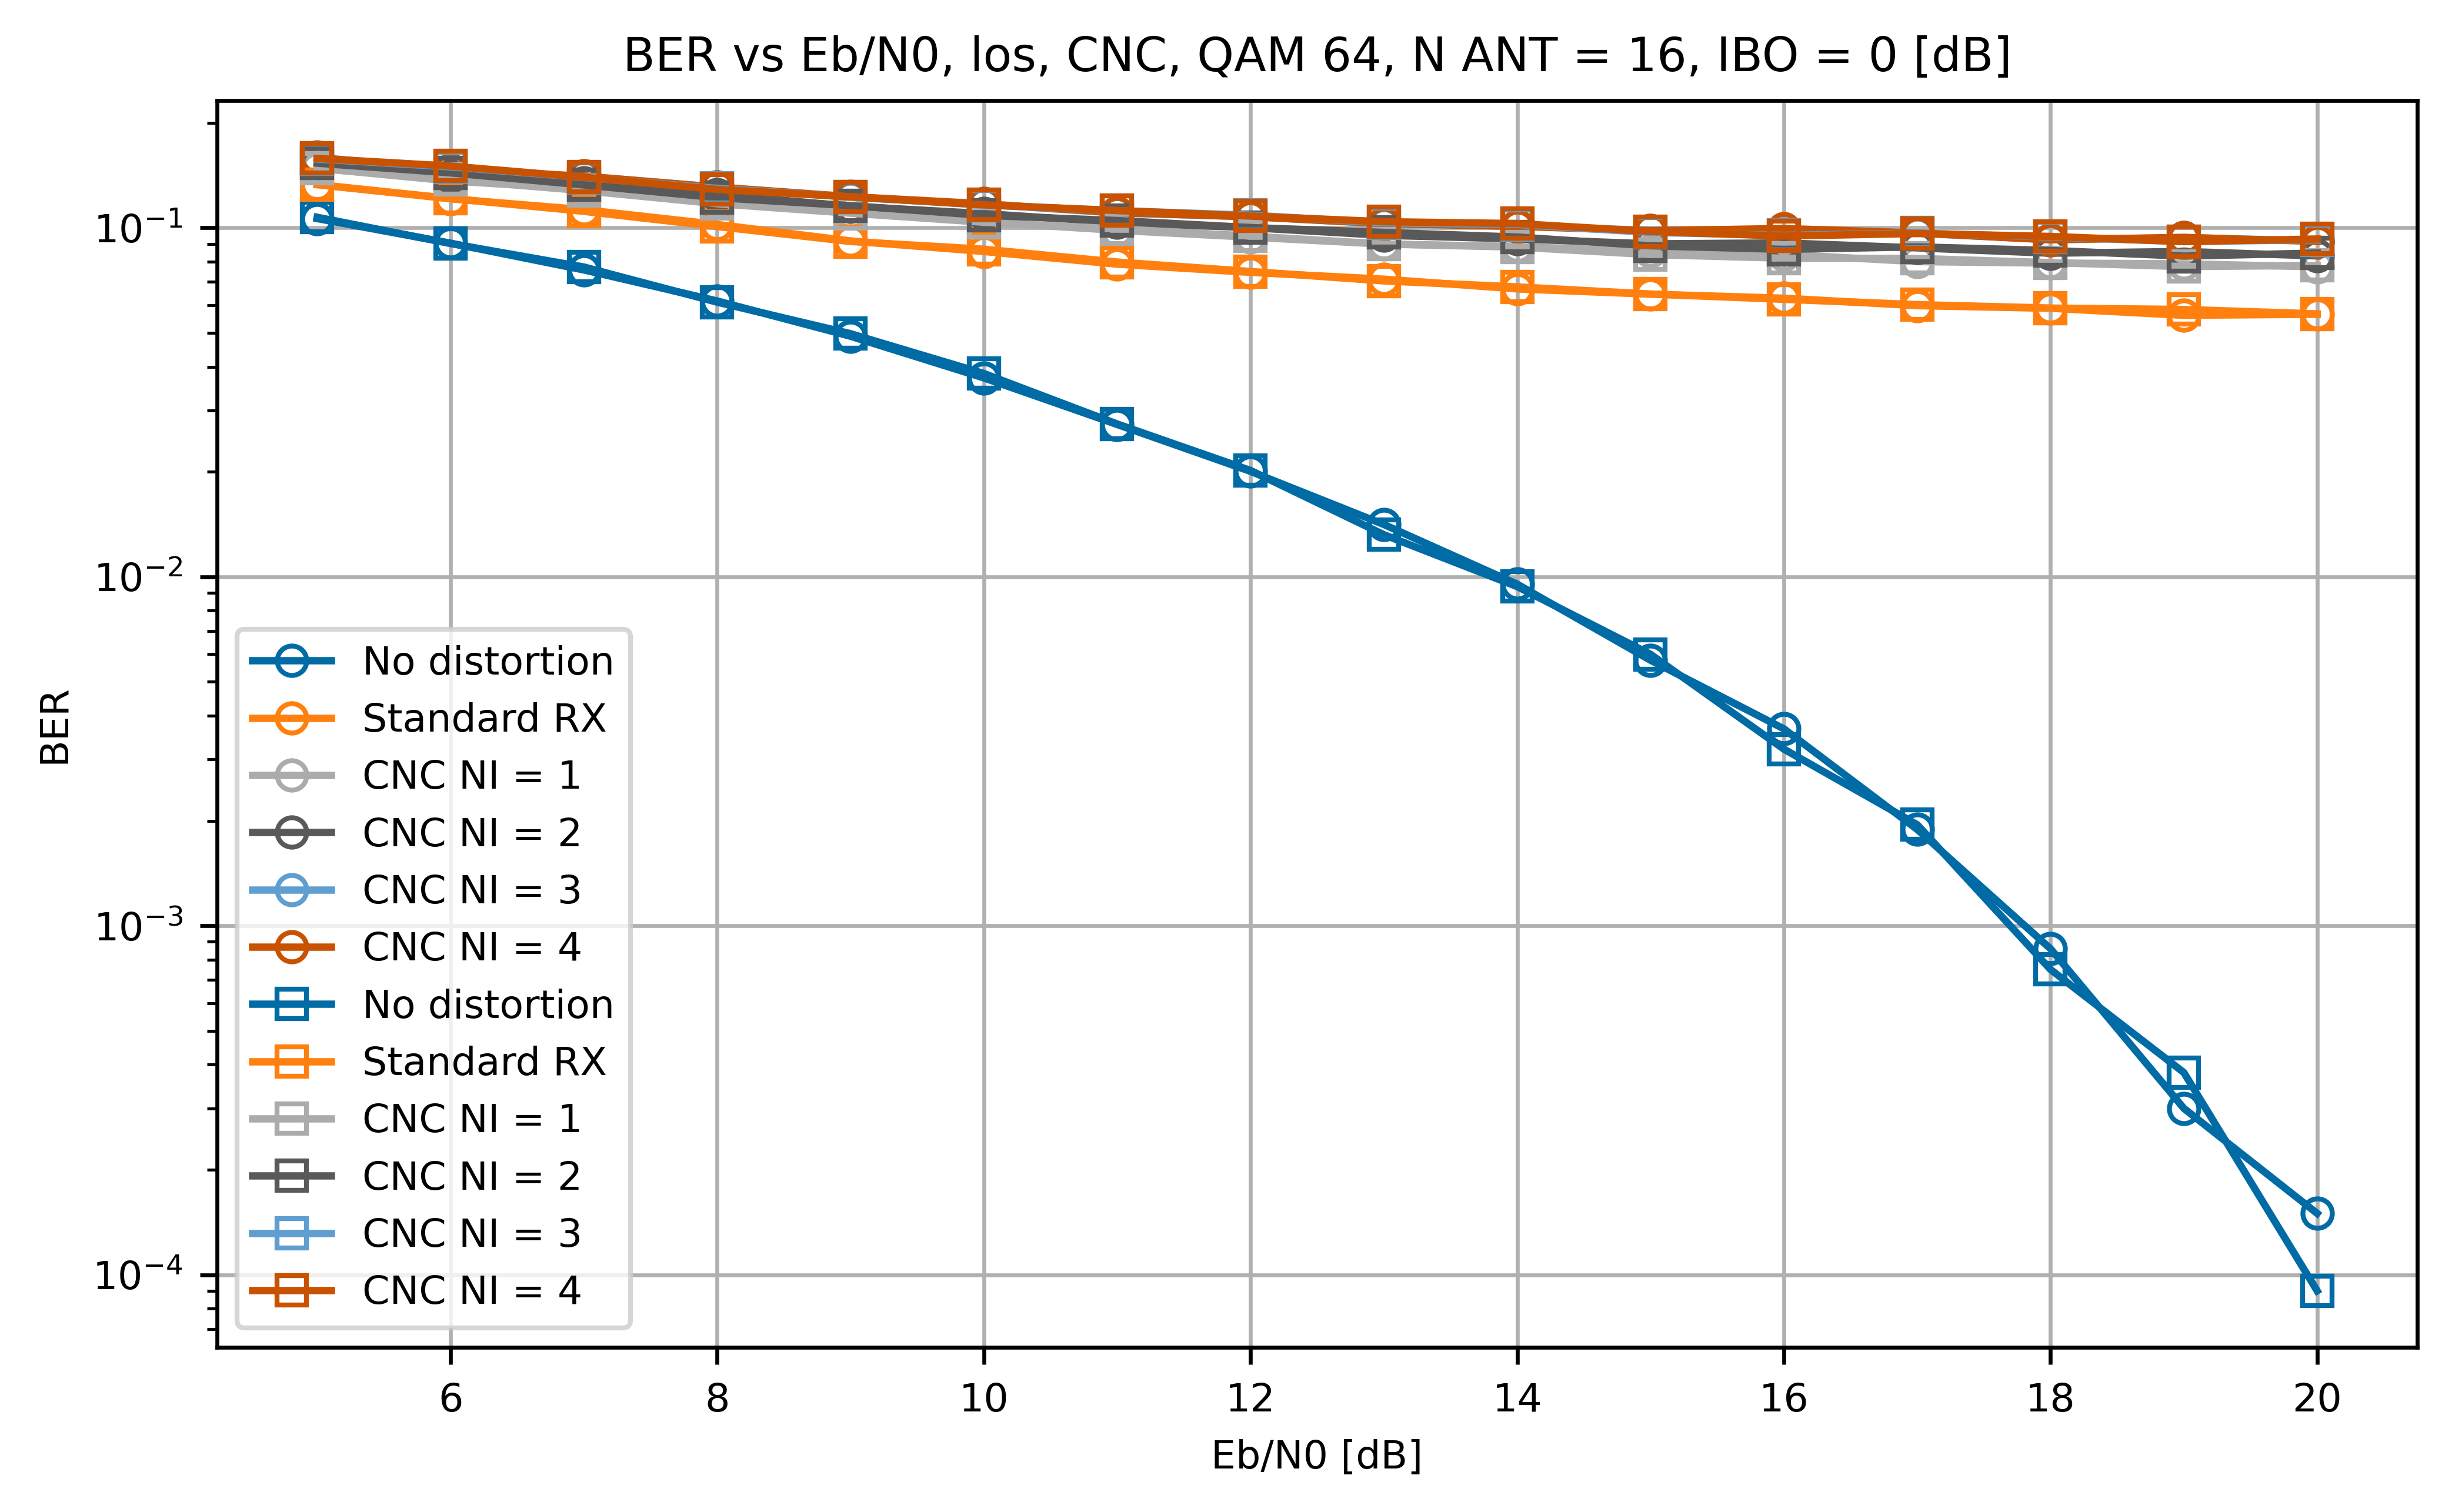 BER vs Eb/N0, los, CNC, QAM 64, N ANT = 16, IBO = 0 [dB]
BER
10⁻¹
10⁻²
10⁻³
10⁻⁴
No distortion
Standard RX
CNC NI = 1
CNC NI = 2
CNC NI = 3
CNC NI = 4
No distortion
Standard RX
CNC NI = 1
CNC NI = 2
CNC NI = 3
CNC NI = 4
6 8 10 12 14 16 18 20
Eb/N0 [dB]